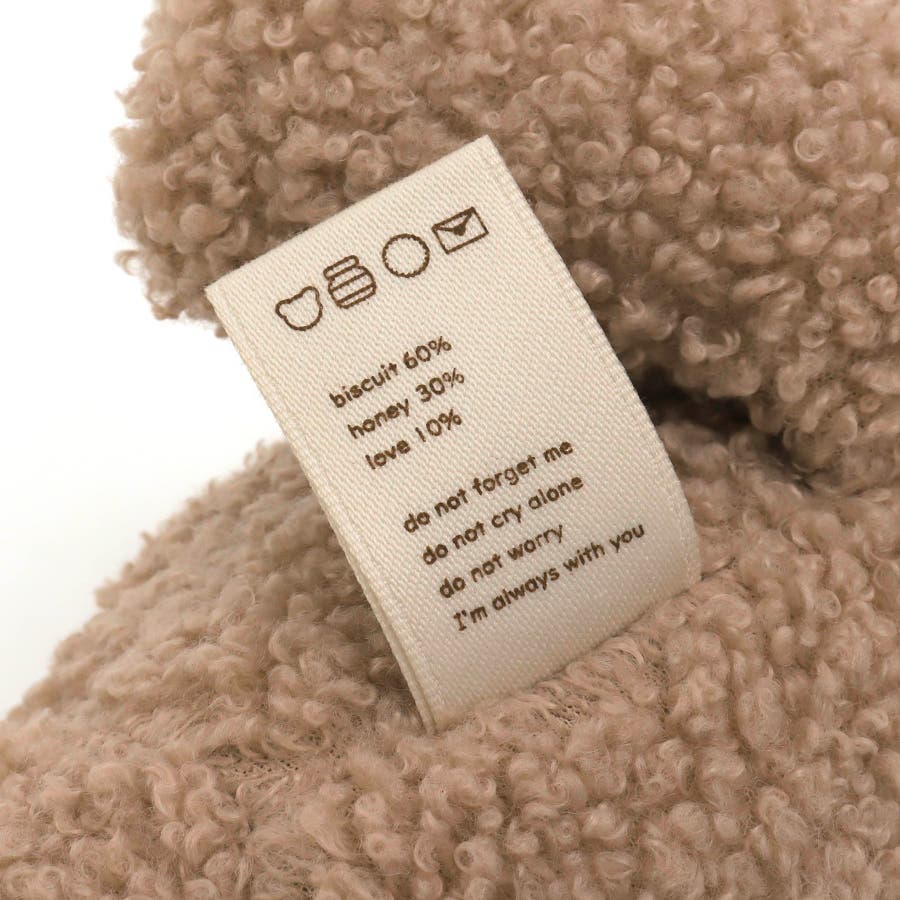 biscuit 60%
honey 30%
love 10%
do not forget me
do not cry alone
do not worry
I'm always with you